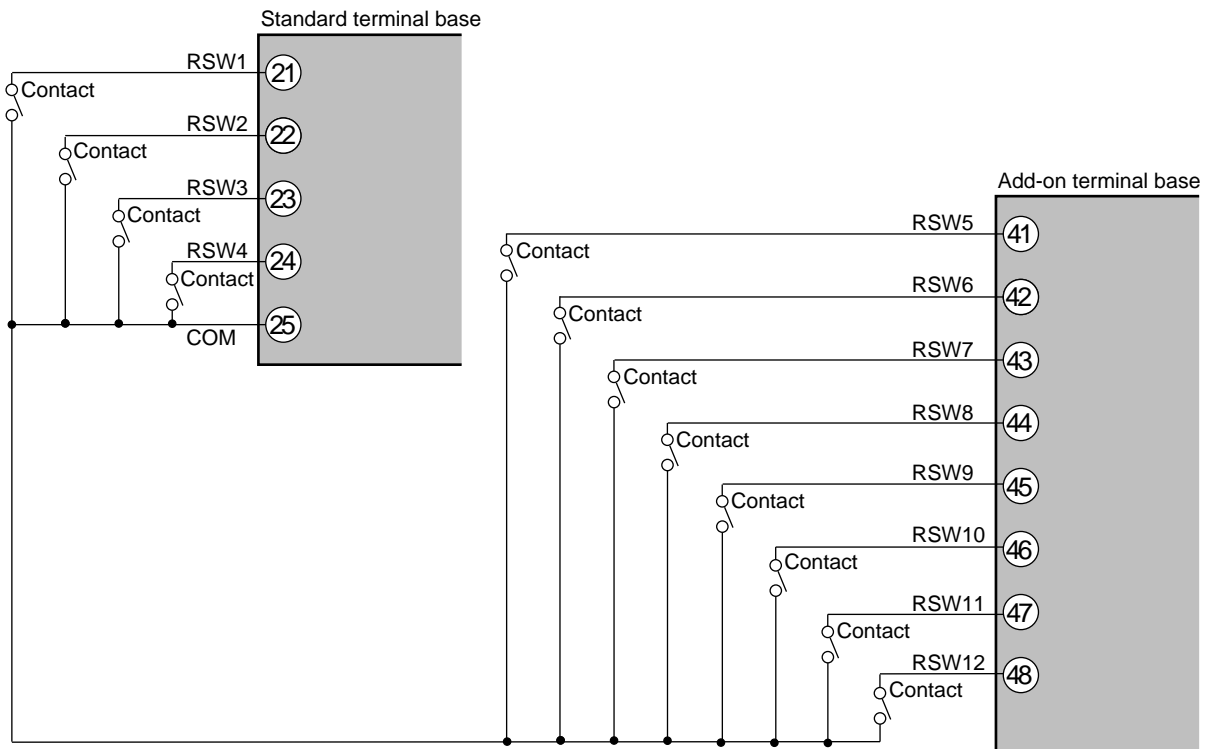 Standard terminal base
RSW1
21
Contact
RSW2
22
Contact
RSW3
23
Contact
RSW4
24
Contact
COM
25
Add-on terminal base
RSW5
41
Contact
RSW6
42
Contact
RSW7
43
Contact
RSW8
44
Contact
RSW9
45
Contact
RSW10
46
Contact
RSW11
47
Contact
RSW12
48
Contact